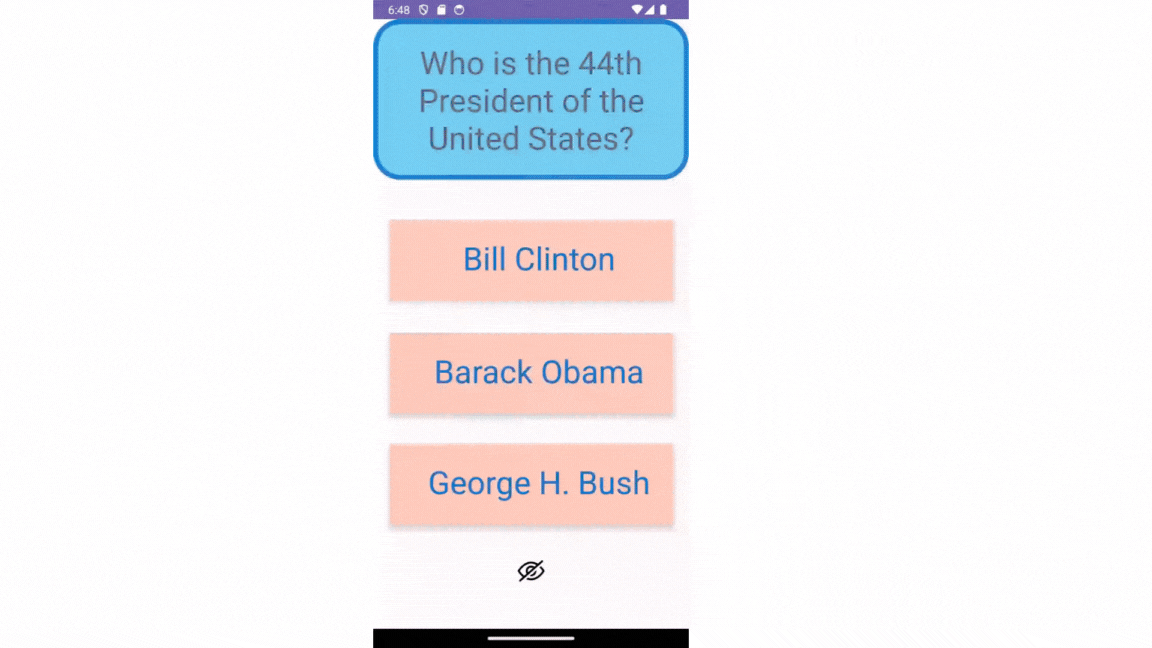 6:48
Who is the 44th
President of the
United States?
Bill Clinton
Barack Obama
George H. Bush